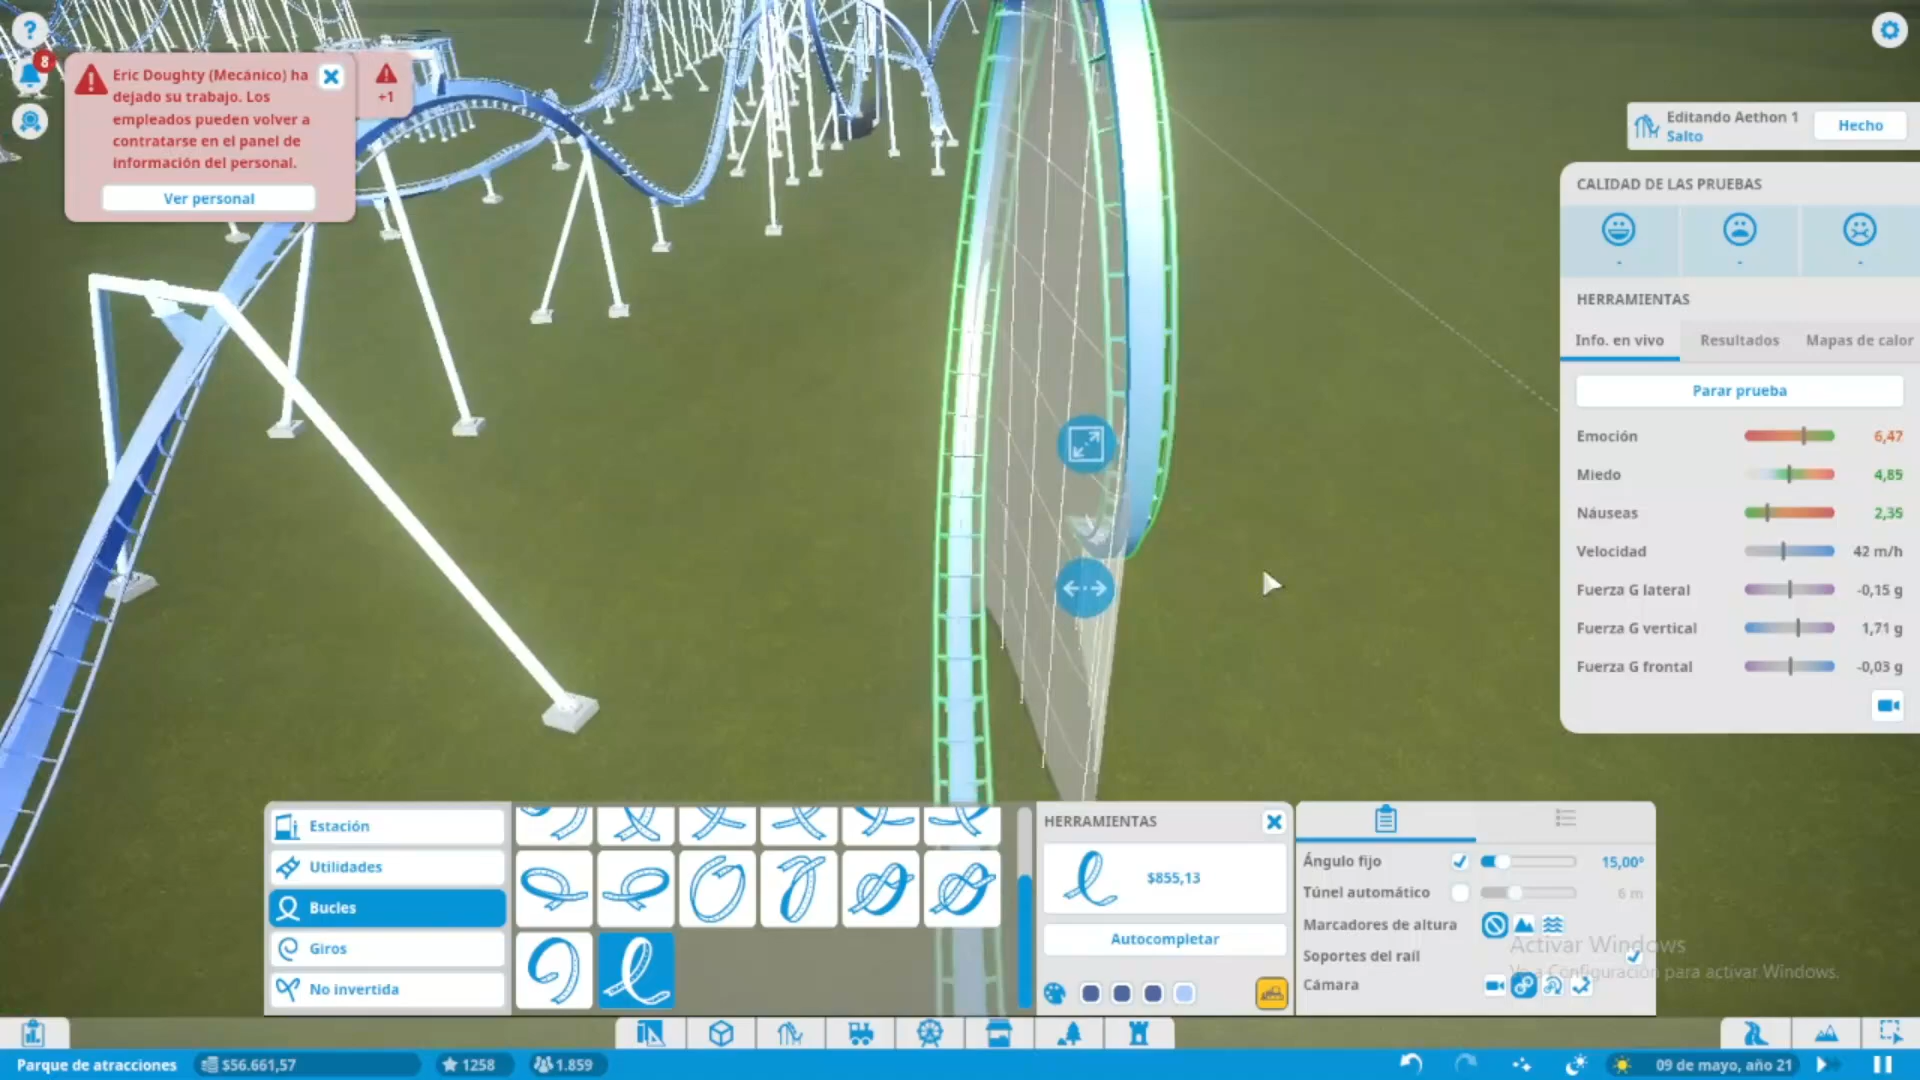 ?
8
Eric Doughty (Mecánico) ha
dejado su trabajo. Los
empleados pueden volver a
contratarse en el panel de
información del personal.
Ver personal
+1
Editando Aethon 1
Salto
Hecho
CALIDAD DE LAS PRUEBAS
- - -
HERRAMIENTAS
Info. en vivo Resultados Mapas de calor
Parar prueba
Emoción 6,47
Miedo 4,85
Náuseas 2,35
Velocidad 42 m/h
Fuerza G lateral -0,15 g
Fuerza G vertical 1,71 g
Fuerza G frontal -0,03 g
Estación
Utilidades
Bucles
Giros
No invertida
HERRAMIENTAS
$855,13
Autocompletar
Ángulo fijo 15,00°
Túnel automático 6 m
Marcadores de altura
Soportes del raíl
Cámara
Activar Windows
Ve a Configuración para activar Windows.
Parque de atracciones $56.661,57 1258 1.859 09 de mayo, año 21